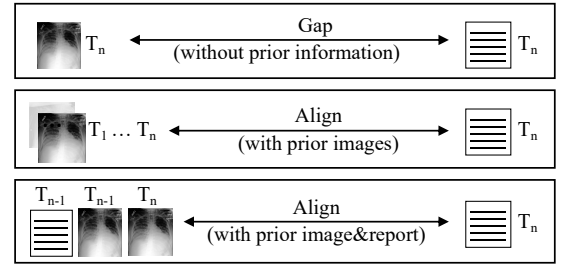 Gap
Tn
(without prior information)
Tn
Align
T1 … Tn
(with prior images)
Tn
Tn-1 Tn-1 Tn
Align
(with prior image&report)
Tn